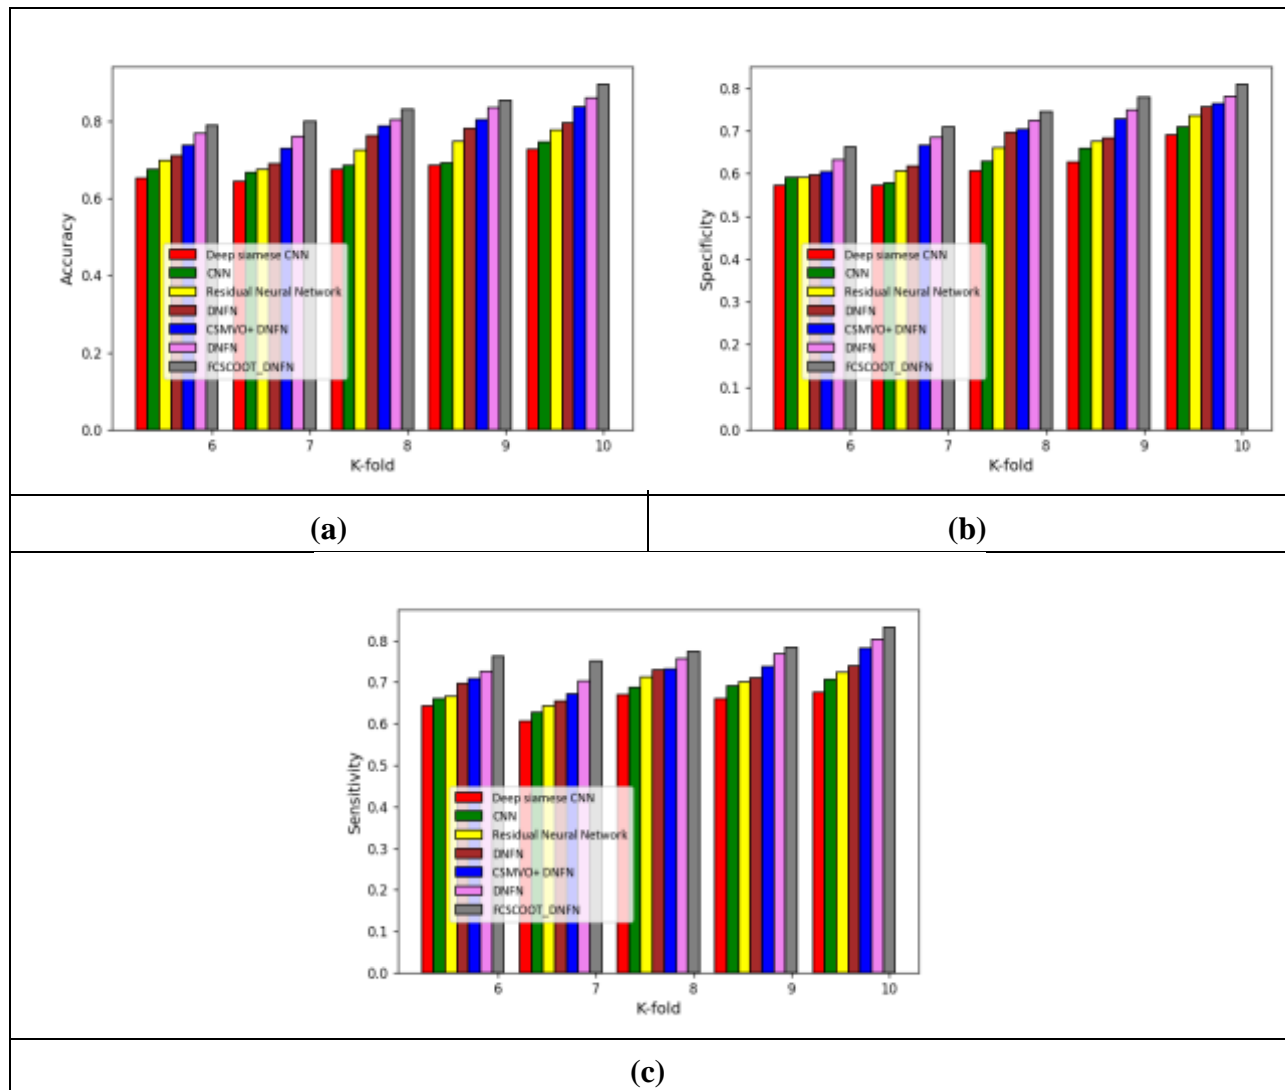 0.8
0.6
0.4
0.2
0.0
Accuracy
Deep siamese CNN
CNN
Residual Neural Network
DNFN
CSMVO+ DNFN
DNFN
FCSCOOT_DNFN
6 7 8 9 10
K-fold
0.8
0.7
0.6
0.5
0.4
0.3
0.2
0.1
0.0
Specificity
Deep siamese CNN
CNN
Residual Neural Network
DNFN
CSMVO+ DNFN
DNFN
FCSCOOT_DNFN
6 7 8 9 10
K-fold
(a)
(b)
0.8
0.7
0.6
0.5
0.4
0.3
0.2
0.1
0.0
Sensitivity
Deep siamese CNN
CNN
Residual Neural Network
DNFN
CSMVO+ DNFN
DNFN
FCSCOOT_DNFN
6 7 8 9 10
K-fold
(c)